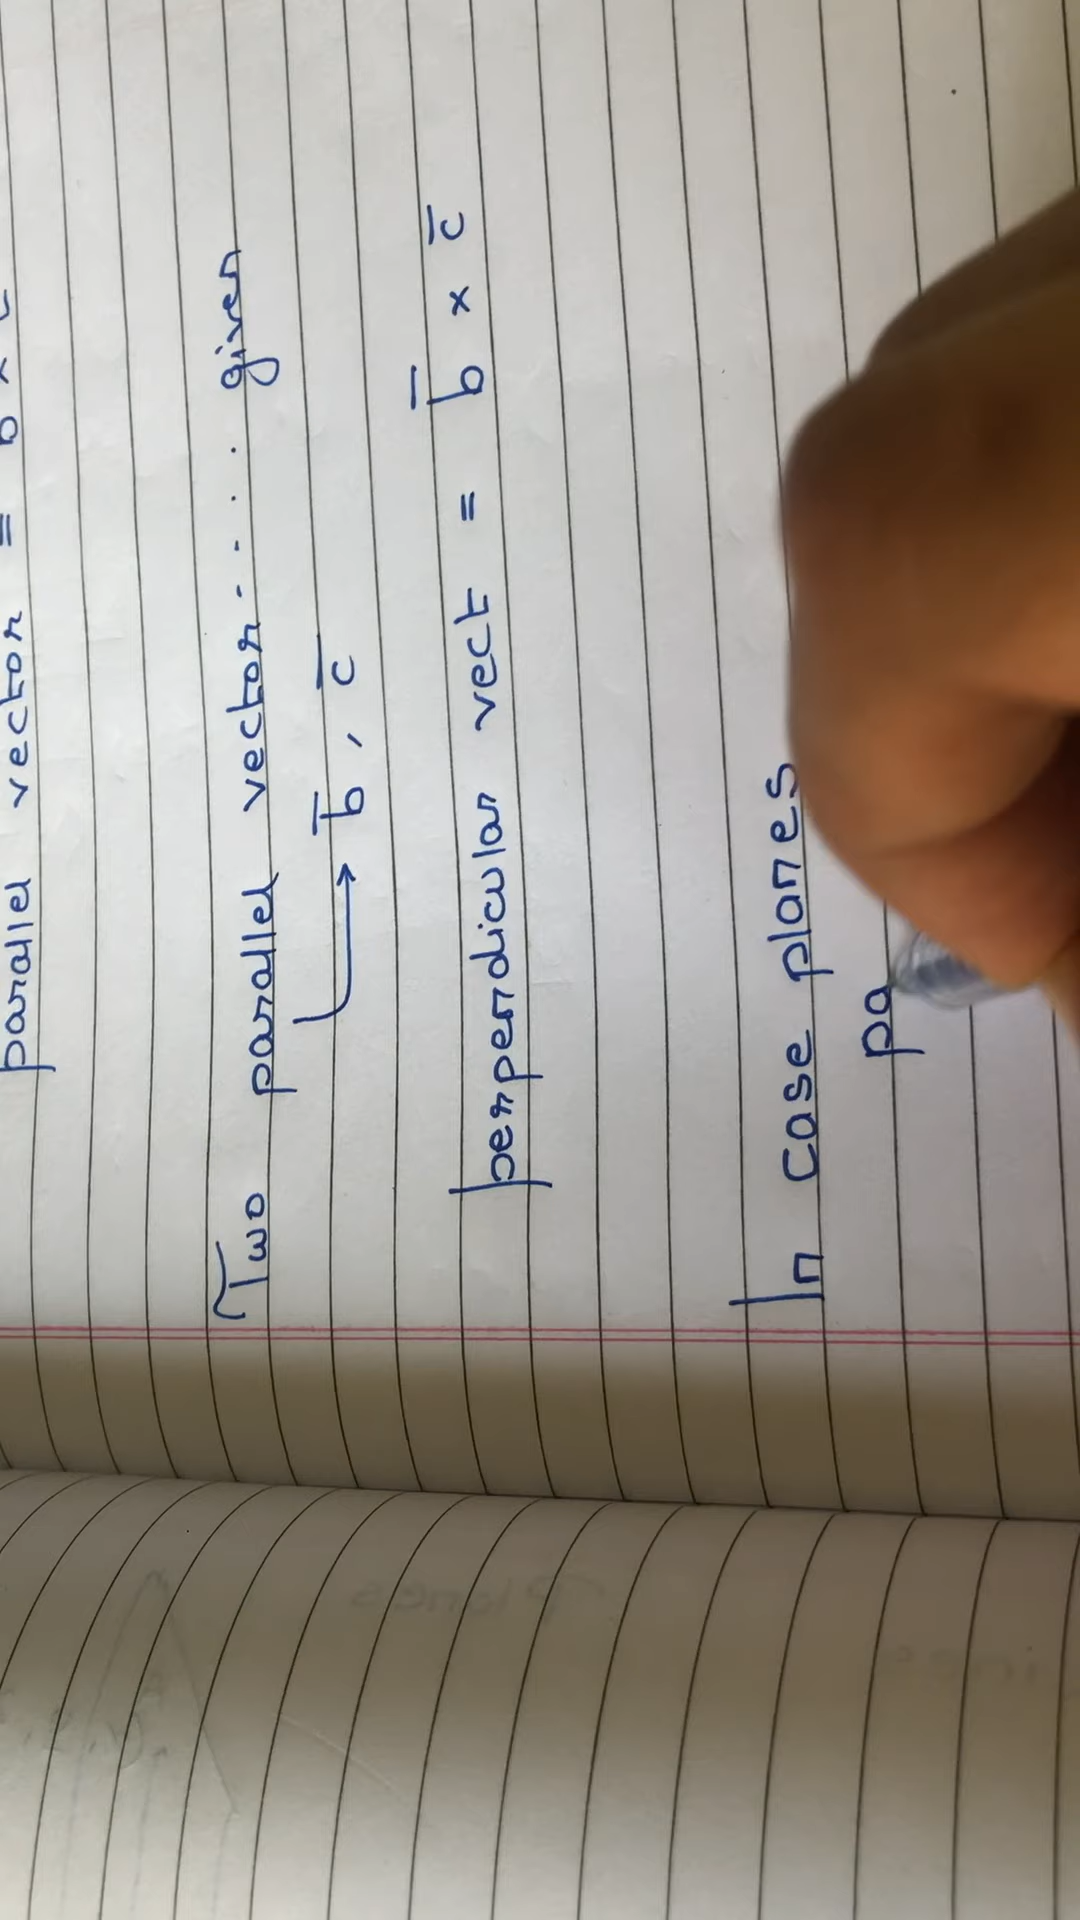 parallel vector = b x c
Two parallel vector - . . . . given
b̅ , c̅
perpendicular vect = b̅ x c̅
In case planes
pa